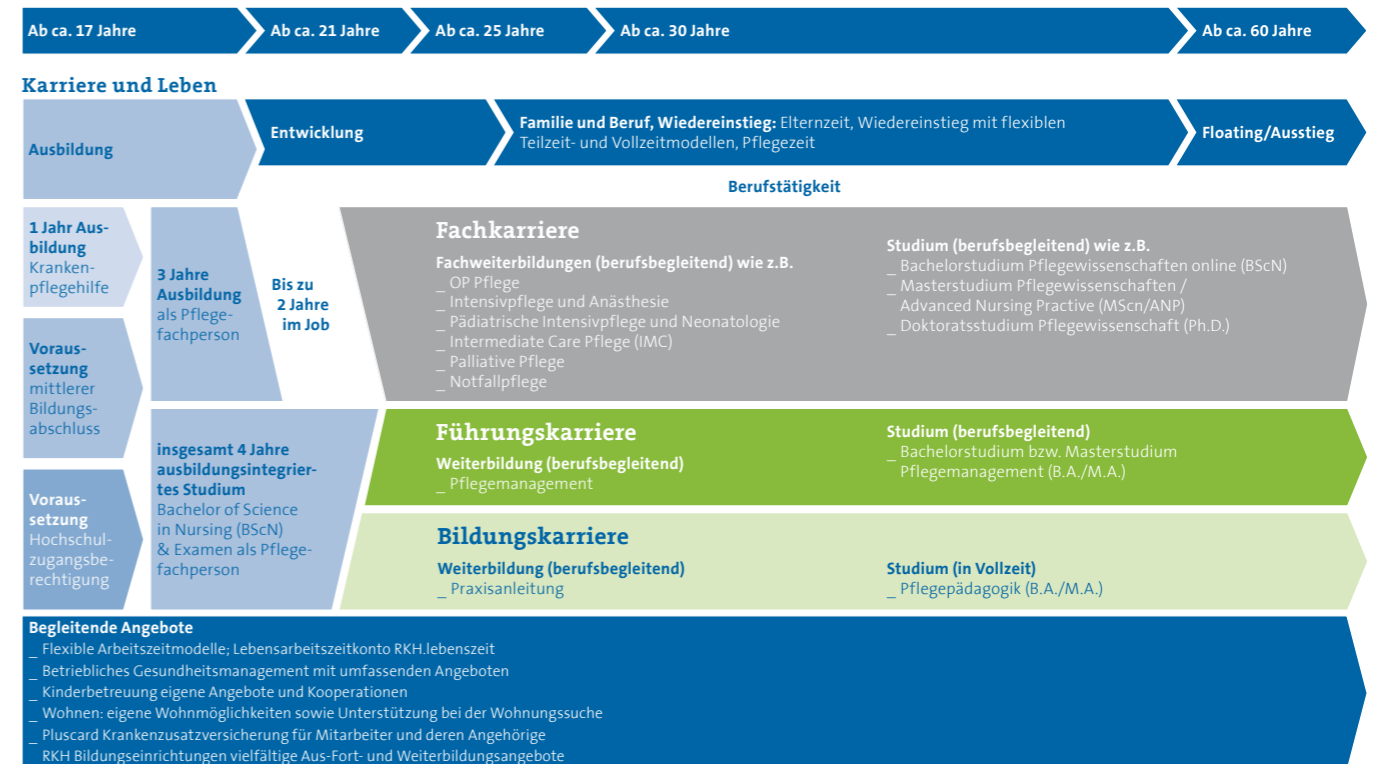 Ab ca. 17 Jahre
Ab ca. 21 Jahre
Ab ca. 25 Jahre
Ab ca. 30 Jahre
Ab ca. 60 Jahre
Karriere und Leben
Ausbildung
Entwicklung
Familie und Beruf, Wiedereinstieg: Elternzeit, Wiedereinstieg mit flexiblen
Teilzeit- und Vollzeitmodellen, Pflegezeit
Floating/Ausstieg
Berufstätigkeit
1 Jahr Aus-
bildung
Kranken-
pflegehilfe
Voraus-
setzung
mittlerer
Bildungs-
abschluss
Voraus-
setzung
Hochschul-
zugangsbe-
rechtigung
3 Jahre
Ausbildung
als Pflege-
fachperson
insgesamt 4 Jahre
ausbildungsintegrier-
tes Studium
Bachelor of Science
in Nursing (BScN)
& Examen als Pflege-
fachperson
Bis zu
2 Jahre
im Job
Fachkarriere
Fachweiterbildungen (berufsbegleitend) wie z.B.
_ OP Pflege
_ Intensivpflege und Anästhesie
_ Pädiatrische Intensivpflege und Neonatologie
_ Intermediate Care Pflege (IMC)
_ Palliative Pflege
_ Notfallpflege
Studium (berufsbegleitend) wie z.B.
_ Bachelorstudium Pflegewissenschaften online (BScN)
_ Masterstudium Pflegewissenschaften /
Advanced Nursing Practive (MScn/ANP)
_ Doktoratsstudium Pflegewissenschaft (Ph.D.)
Führungskarriere
Weiterbildung (berufsbegleitend)
_ Pflegemanagement
Studium (berufsbegleitend)
_ Bachelorstudium bzw. Masterstudium
Pflegemanagement (B.A./M.A.)
Bildungskarriere
Weiterbildung (berufsbegleitend)
_ Praxisanleitung
Studium (in Vollzeit)
_ Pflegepädagogik (B.A./M.A.)
Begleitende Angebote
_ Flexible Arbeitszeitmodelle; Lebensarbeitszeitkonto RKH.lebenszeit
_ Betriebliches Gesundheitsmanagement mit umfassenden Angeboten
_ Kinderbetreuung eigene Angebote und Kooperationen
_ Wohnen: eigene Wohnmöglichkeiten sowie Unterstützung bei der Wohnungssuche
_ Pluscard Krankenzusatzversicherung für Mitarbeiter und deren Angehörige
_ RKH Bildungseinrichtungen vielfältige Aus-Fort- und Weiterbildungsangebote